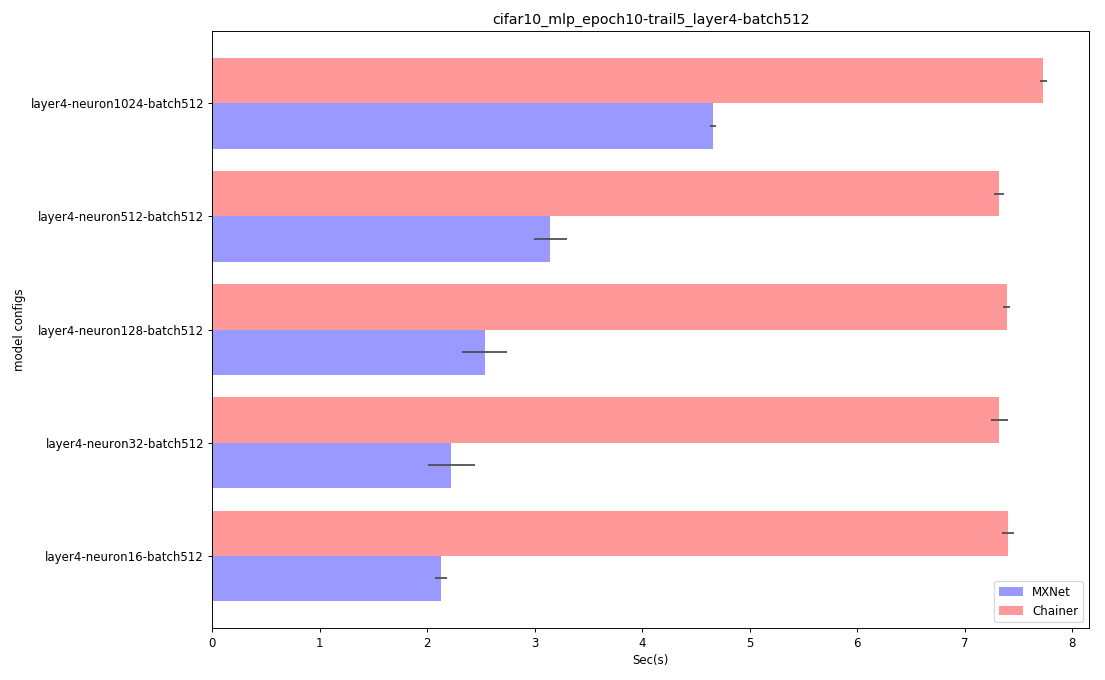 cifar10_mlp_epoch10-trail5_layer4-batch512
model configs
layer4-neuron1024-batch512
layer4-neuron512-batch512
layer4-neuron128-batch512
layer4-neuron32-batch512
layer4-neuron16-batch512
MXNet
Chainer
0 1 2 3 4 5 6 7 8
Sec(s)